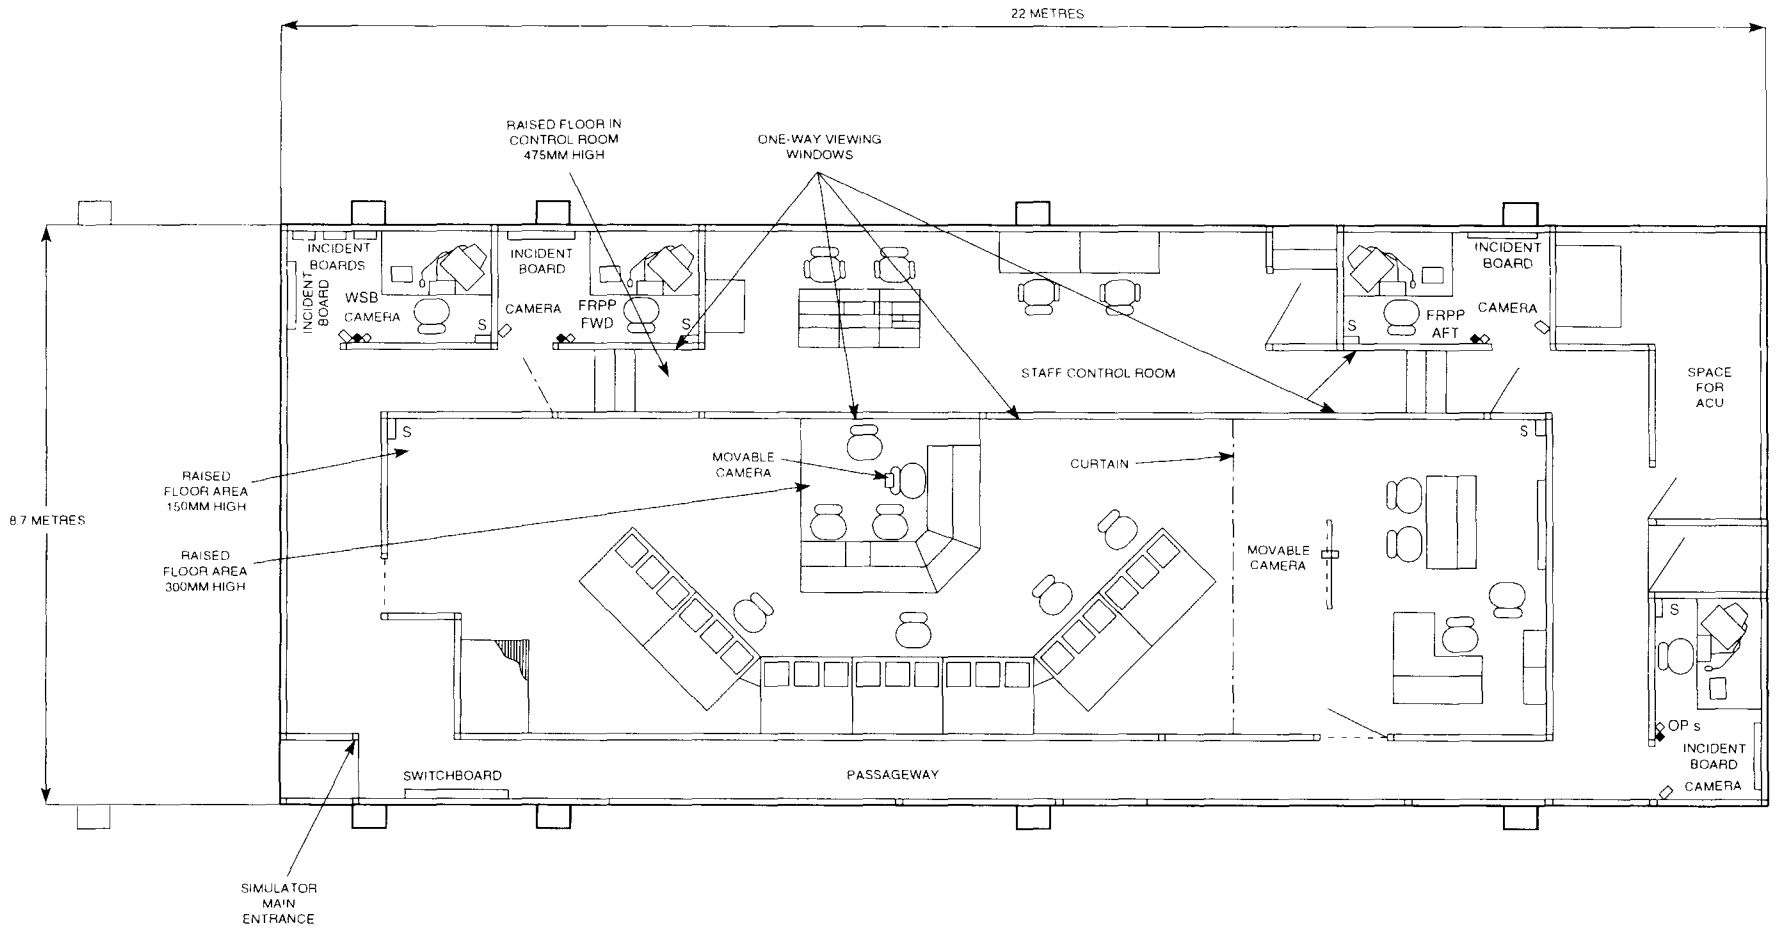 22 METRES
RAISED FLOOR IN
CONTROL ROOM
475MM HIGH
ONE-WAY VIEWING
WINDOWS
INCIDENT
BOARDS
INCIDENT
BOARD
WSB
CAMERA
S
INCIDENT
BOARD
CAMERA
FRPP
FWD
S
STAFF CONTROL ROOM
INCIDENT
BOARD
CAMERA
FRPP
AFT
S
SPACE
FOR
ACU
S
MOVABLE
CAMERA
CURTAIN
S
RAISED
FLOOR AREA
150MM HIGH
8.7 METRES
RAISED
FLOOR AREA
300MM HIGH
MOVABLE
CAMERA
S
OP s
INCIDENT
BOARD
CAMERA
SWITCHBOARD
PASSAGEWAY
SIMULATOR
MAIN
ENTRANCE